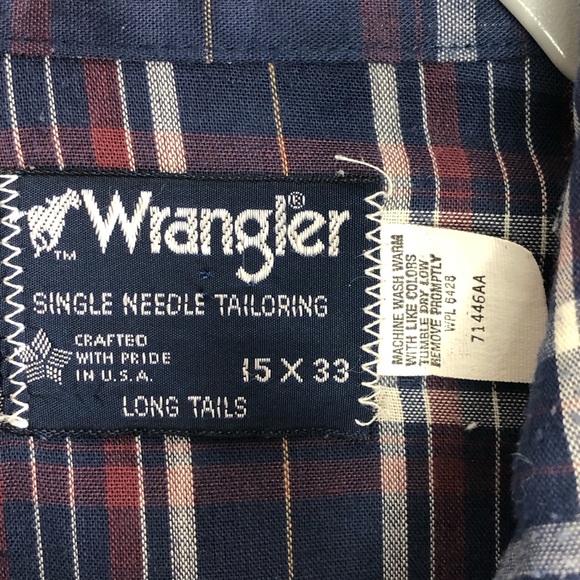 Wrangler®
TM
SINGLE NEEDLE TAILORING
CRAFTED
WITH PRIDE
IN U.S.A.
15 X 33
LONG TAILS
MACHINE WASH WARM
WITH LIKE COLORS
TUMBLE DRY LOW
REMOVE PROMPTLY
WPL 6428
71446AA